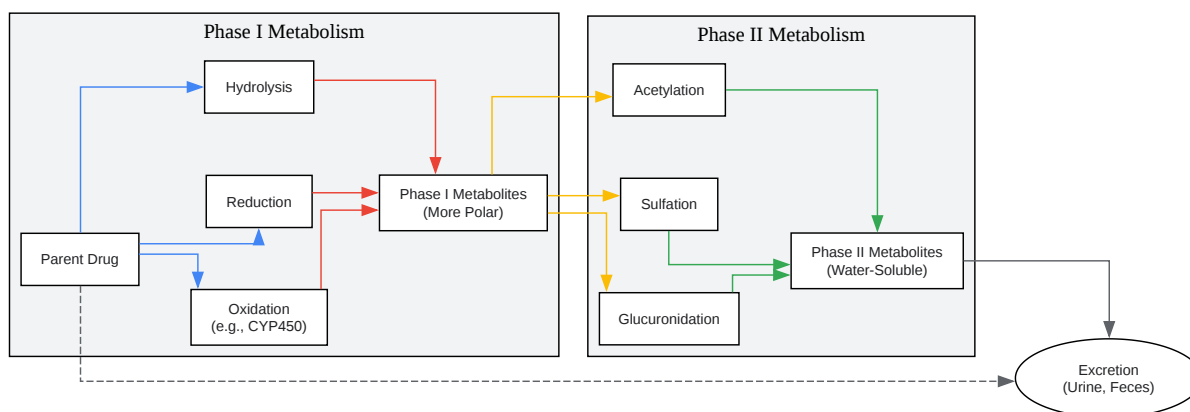 Phase I Metabolism
Phase II Metabolism
Hydrolysis
Acetylation
Reduction
Phase I Metabolites
(More Polar)
Sulfation
Parent Drug
Phase II Metabolites
(Water-Soluble)
Oxidation
(e.g., CYP450)
Glucuronidation
Excretion
(Urine, Feces)